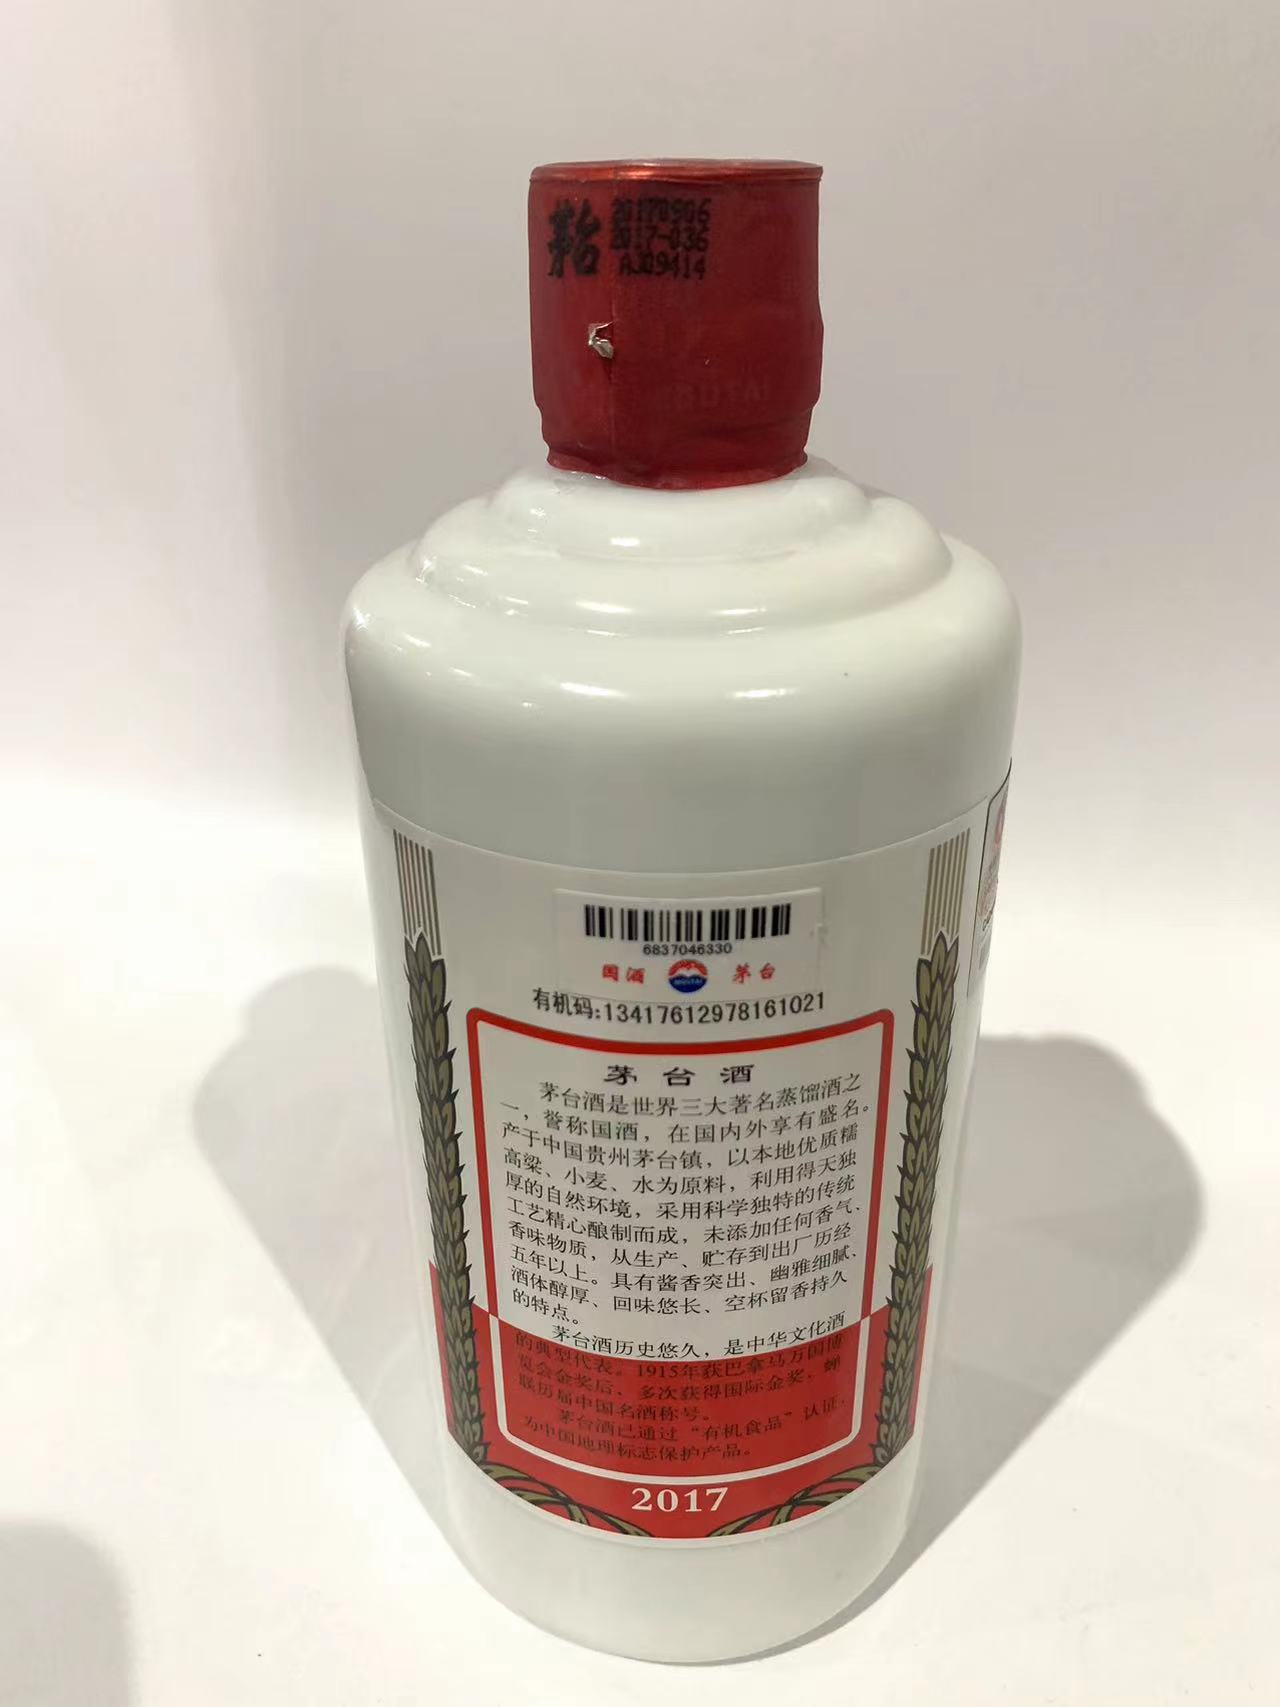 茅台
20170906
2017-036
A309414
6837046330
国酒 MOUTAI 茅台
有机码:13417612978161021
茅台酒
茅台酒是世界三大著名蒸馏酒之
一，誉称国酒，在国内外享有盛名。
产于中国贵州茅台镇，以本地优质糯
高粱、小麦、水为原料，利用得天独
厚的自然环境，采用科学独特的传统
工艺精心酿制而成，未添加任何香气、
香味物质，从生产、贮存到出厂历经
五年以上。具有酱香突出、幽雅细腻、
酒体醇厚、回味悠长、空杯留香持久
的特点。
茅台酒历史悠久，是中华文化酒
的典型代表。1915年获巴拿马万国博
览会金奖后，多次获得国际金奖，蝉
联历届中国名酒称号。
茅台酒已通过“有机食品”认证，
为中国地理标志保护产品。
2017